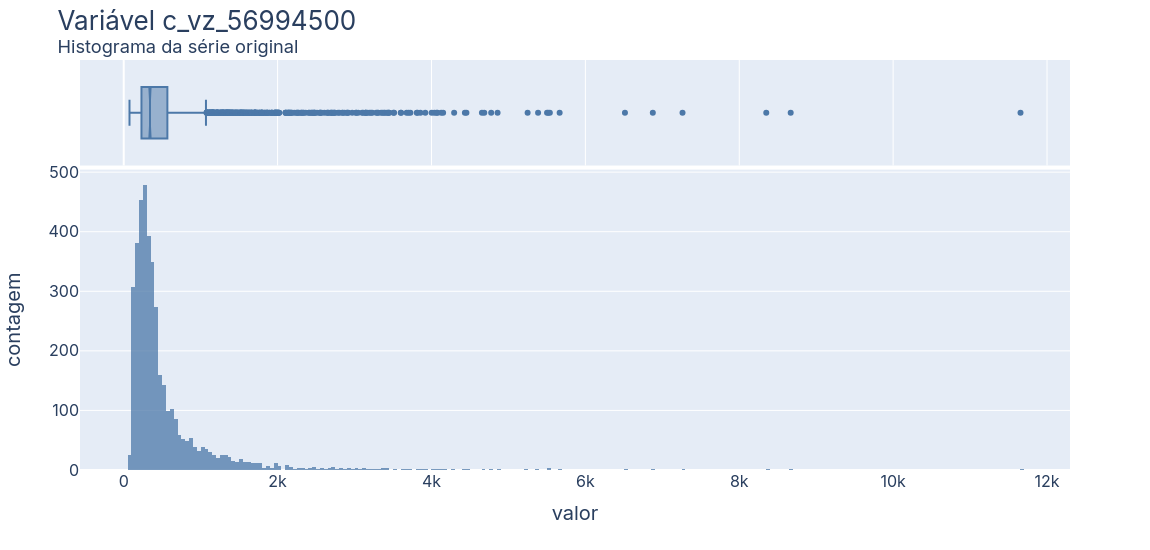 Variável c_vz_56994500
Histograma da série original
500
400
300
200
100
0
contagem
0 2k 4k 6k 8k 10k 12k
valor